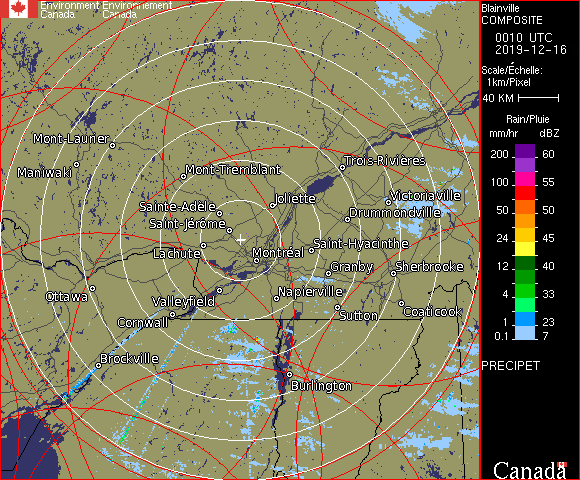 Environment Environnement
Canada Canada
Blainville
COMPOSITE
0010 UTC
2019-12-16
Scale/Échelle:
1km/Pixel
40 KM
Rain/Pluie
mm/hr dBZ
200 60
100 55
50 50
24 45
12 40
4 33
1 23
0.1 7
PRECIPET
Canada
Mont-Laurier
Maniwaki
Mont-Tremblant
Trois-Rivières
Joliette
Victoriaville
Sainte-Adèle
Drummondville
Saint-Jérôme
Saint-Hyacinthe
Lachute
Montréal
Granby
Sherbrooke
Ottawa
Valleyfield
Napierville
Cornwall
Sutton
Coaticook
Brockville
Burlington